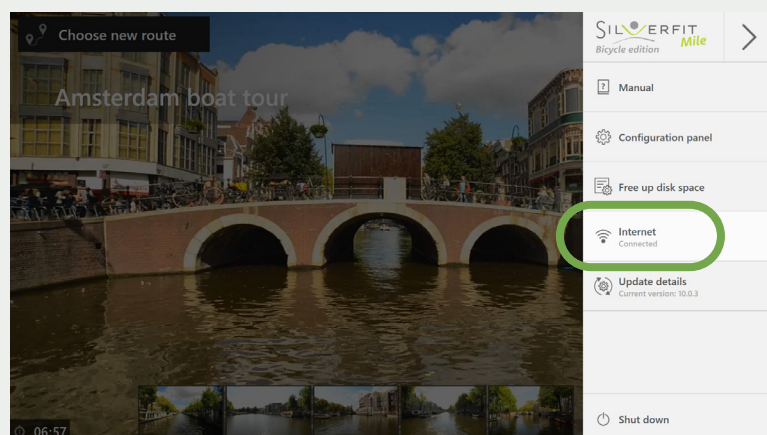 Choose new route
Amsterdam boat tour
06:57
SILVERFIT
Bicycle edition Mile
Manual
Configuration panel
Free up disk space
Internet
Connected
Update details
Current version: 10.0.3
Shut down